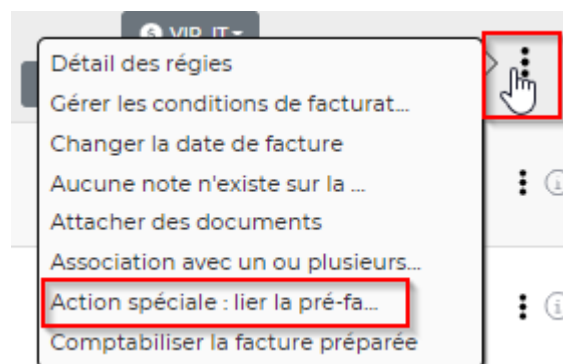 VIP_IT
Détail des régies
Gérer les conditions de facturat...
Changer la date de facture
Aucune note n'existe sur la ...
Attacher des documents
Association avec un ou plusieurs...
Action spéciale : lier la pré-fa...
Comptabiliser la facture préparée